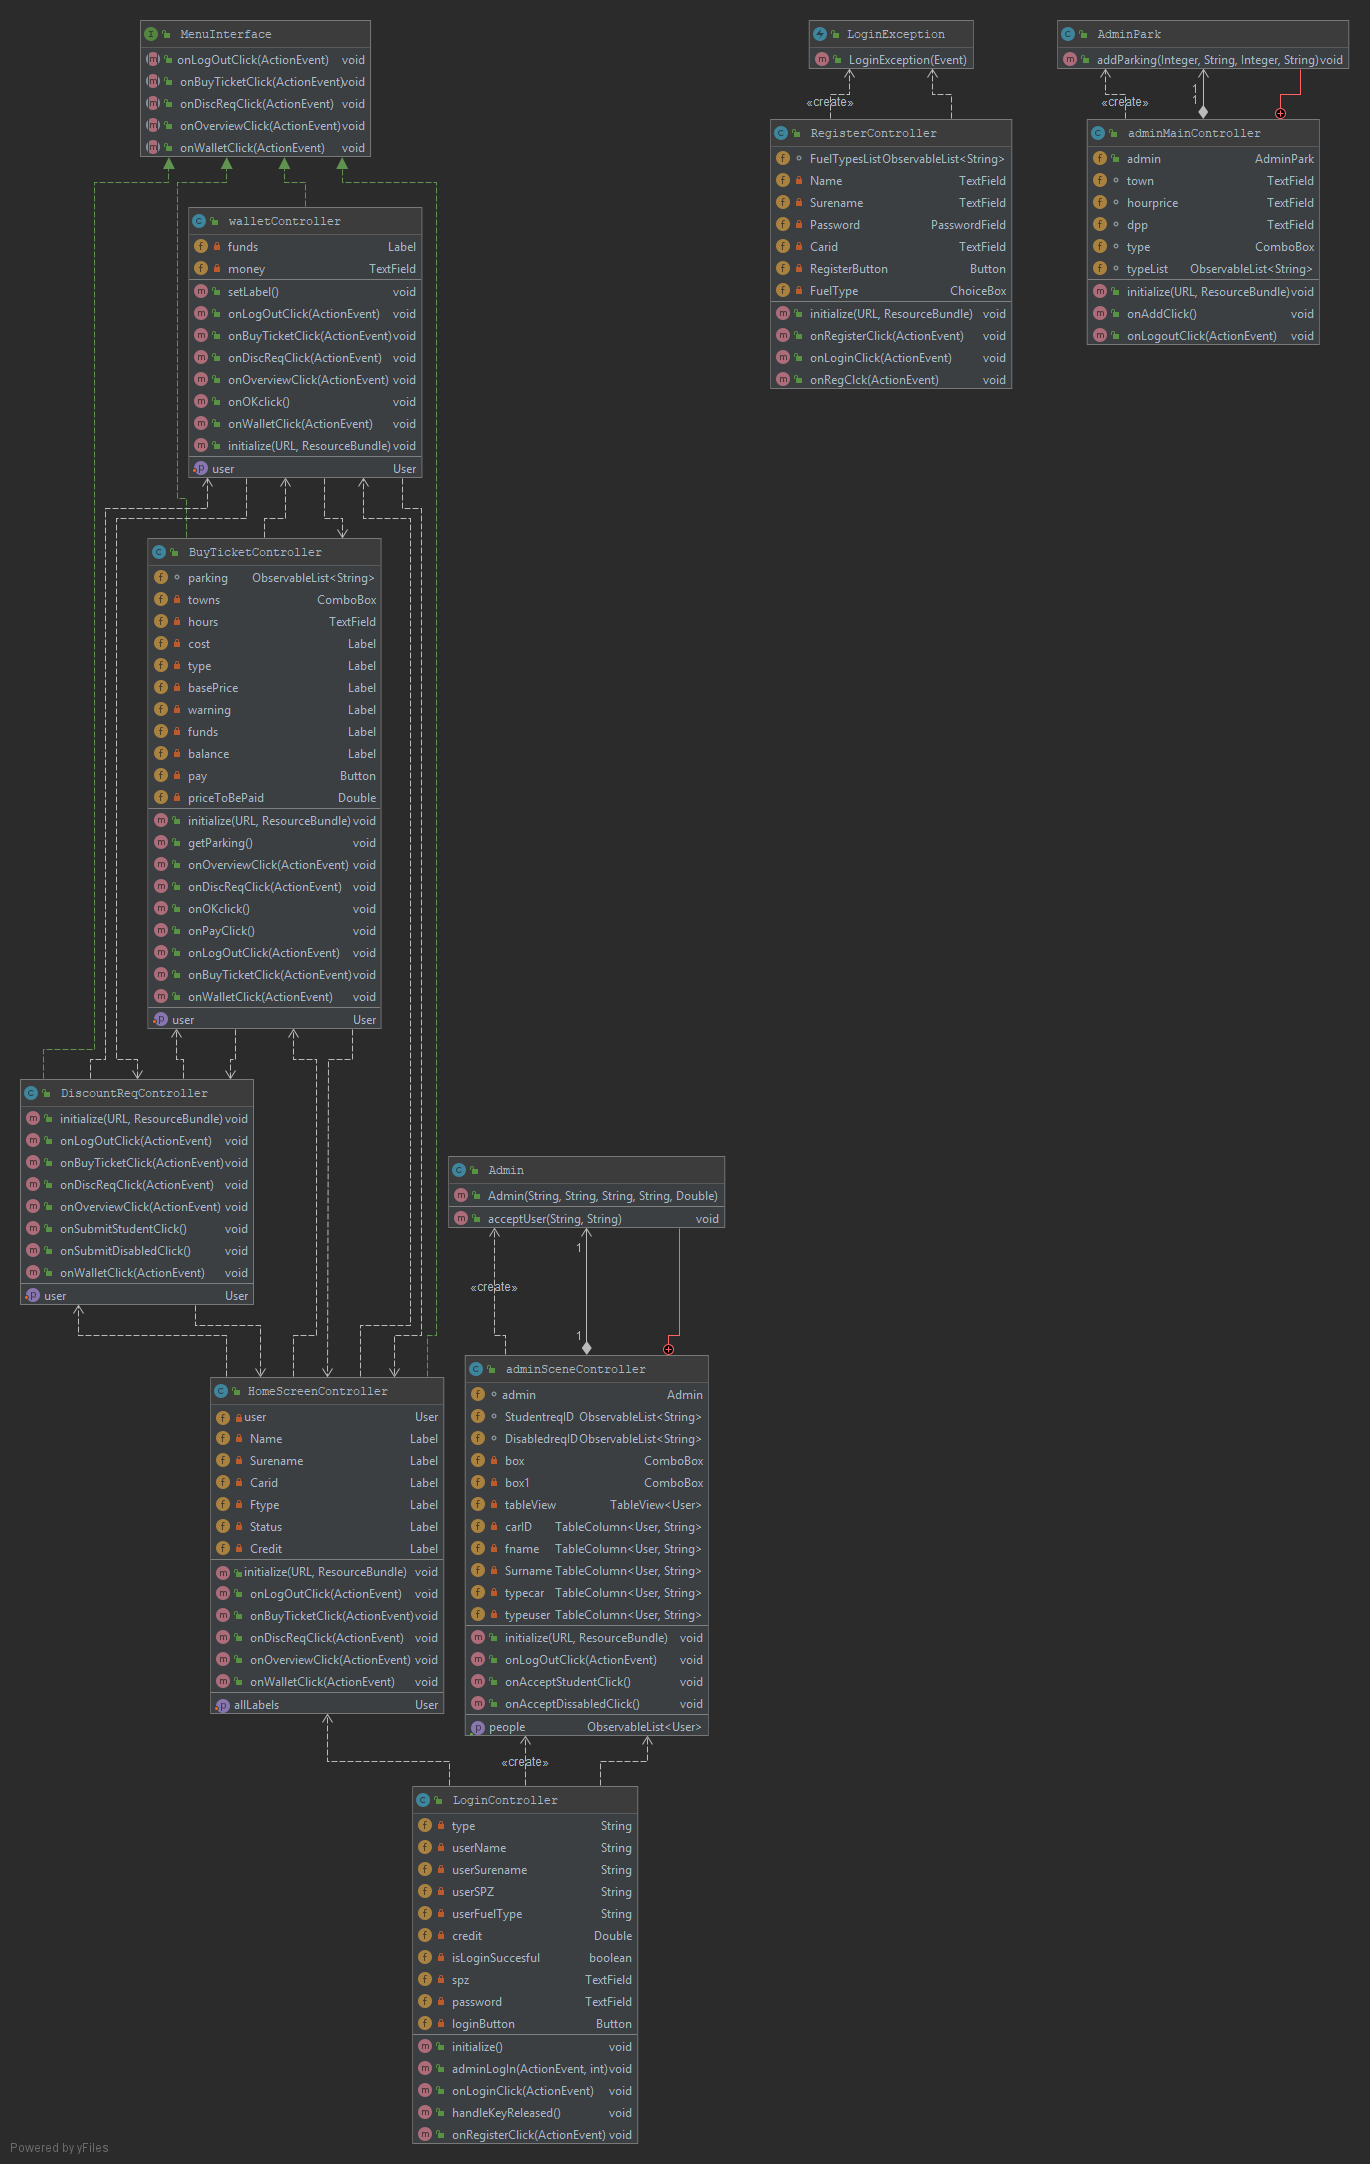 MenuInterface
onLogOutClick(ActionEvent) void
onBuyTicketClick(ActionEvent)void
onDiscReqClick(ActionEvent) void
onOverviewClick(ActionEvent)void
onWalletClick(ActionEvent) void
LoginException
LoginException(Event)
«create»
AdminPark
addParking(Integer, String, Integer, String)void
«create»
1
1
RegisterController
FuelTypesListObservableList<String>
Name TextField
Surename TextField
Password PasswordField
Carid TextField
RegisterButton Button
FuelType ChoiceBox
initialize(URL, ResourceBundle) void
onRegisterClick(ActionEvent) void
onLoginClick(ActionEvent) void
onRegClck(ActionEvent) void
adminMainController
admin AdminPark
town TextField
hourprice TextField
dpp TextField
type ComboBox
typeList ObservableList<String>
initialize(URL, ResourceBundle)void
onAddClick() void
onLogoutClick(ActionEvent) void
walletController
funds Label
money TextField
setLabel() void
onLogOutClick(ActionEvent) void
onBuyTicketClick(ActionEvent)void
onDiscReqClick(ActionEvent) void
onOverviewClick(ActionEvent) void
onOKclick() void
onWalletClick(ActionEvent) void
initialize(URL, ResourceBundle)void
user User
BuyTicketController
parking ObservableList<String>
towns ComboBox
hours TextField
cost Label
type Label
basePrice Label
warning Label
funds Label
balance Label
pay Button
priceToBePaid Double
initialize(URL, ResourceBundle)void
getParking() void
onOverviewClick(ActionEvent) void
onDiscReqClick(ActionEvent) void
onOKclick() void
onPayClick() void
onLogOutClick(ActionEvent) void
onBuyTicketClick(ActionEvent)void
onWalletClick(ActionEvent) void
user User
DiscountReqController
initialize(URL, ResourceBundle)void
onLogOutClick(ActionEvent) void
onBuyTicketClick(ActionEvent)void
onDiscReqClick(ActionEvent) void
onOverviewClick(ActionEvent) void
onSubmitStudentClick() void
onSubmitDisabledClick() void
onWalletClick(ActionEvent) void
user User
Admin
Admin(String, String, String, String, Double)
acceptUser(String, String) void
1
«create»
1
HomeScreenController
user User
Name Label
Surename Label
Carid Label
Ftype Label
Status Label
Credit Label
initialize(URL, ResourceBundle) void
onLogOutClick(ActionEvent) void
onBuyTicketClick(ActionEvent)void
onDiscReqClick(ActionEvent) void
onOverviewClick(ActionEvent) void
onWalletClick(ActionEvent) void
allLabels User
adminSceneController
admin Admin
StudentreqID ObservableList<String>
DisabledreqIDObservableList<String>
box ComboBox
box1 ComboBox
tableView TableView<User>
carID TableColumn<User, String>
fname TableColumn<User, String>
Surname TableColumn<User, String>
typecar TableColumn<User, String>
typeuser TableColumn<User, String>
initialize(URL, ResourceBundle) void
onLogOutClick(ActionEvent) void
onAcceptStudentClick() void
onAcceptDissabledClick() void
people ObservableList<User>
«create»
LoginController
type String
userName String
userSurename String
userSPZ String
userFuelType String
credit Double
isLoginSuccesful boolean
spz TextField
password TextField
loginButton Button
initialize() void
adminLogIn(ActionEvent, int)void
onLoginClick(ActionEvent) void
handleKeyReleased() void
onRegisterClick(ActionEvent) void
Powered by yFiles